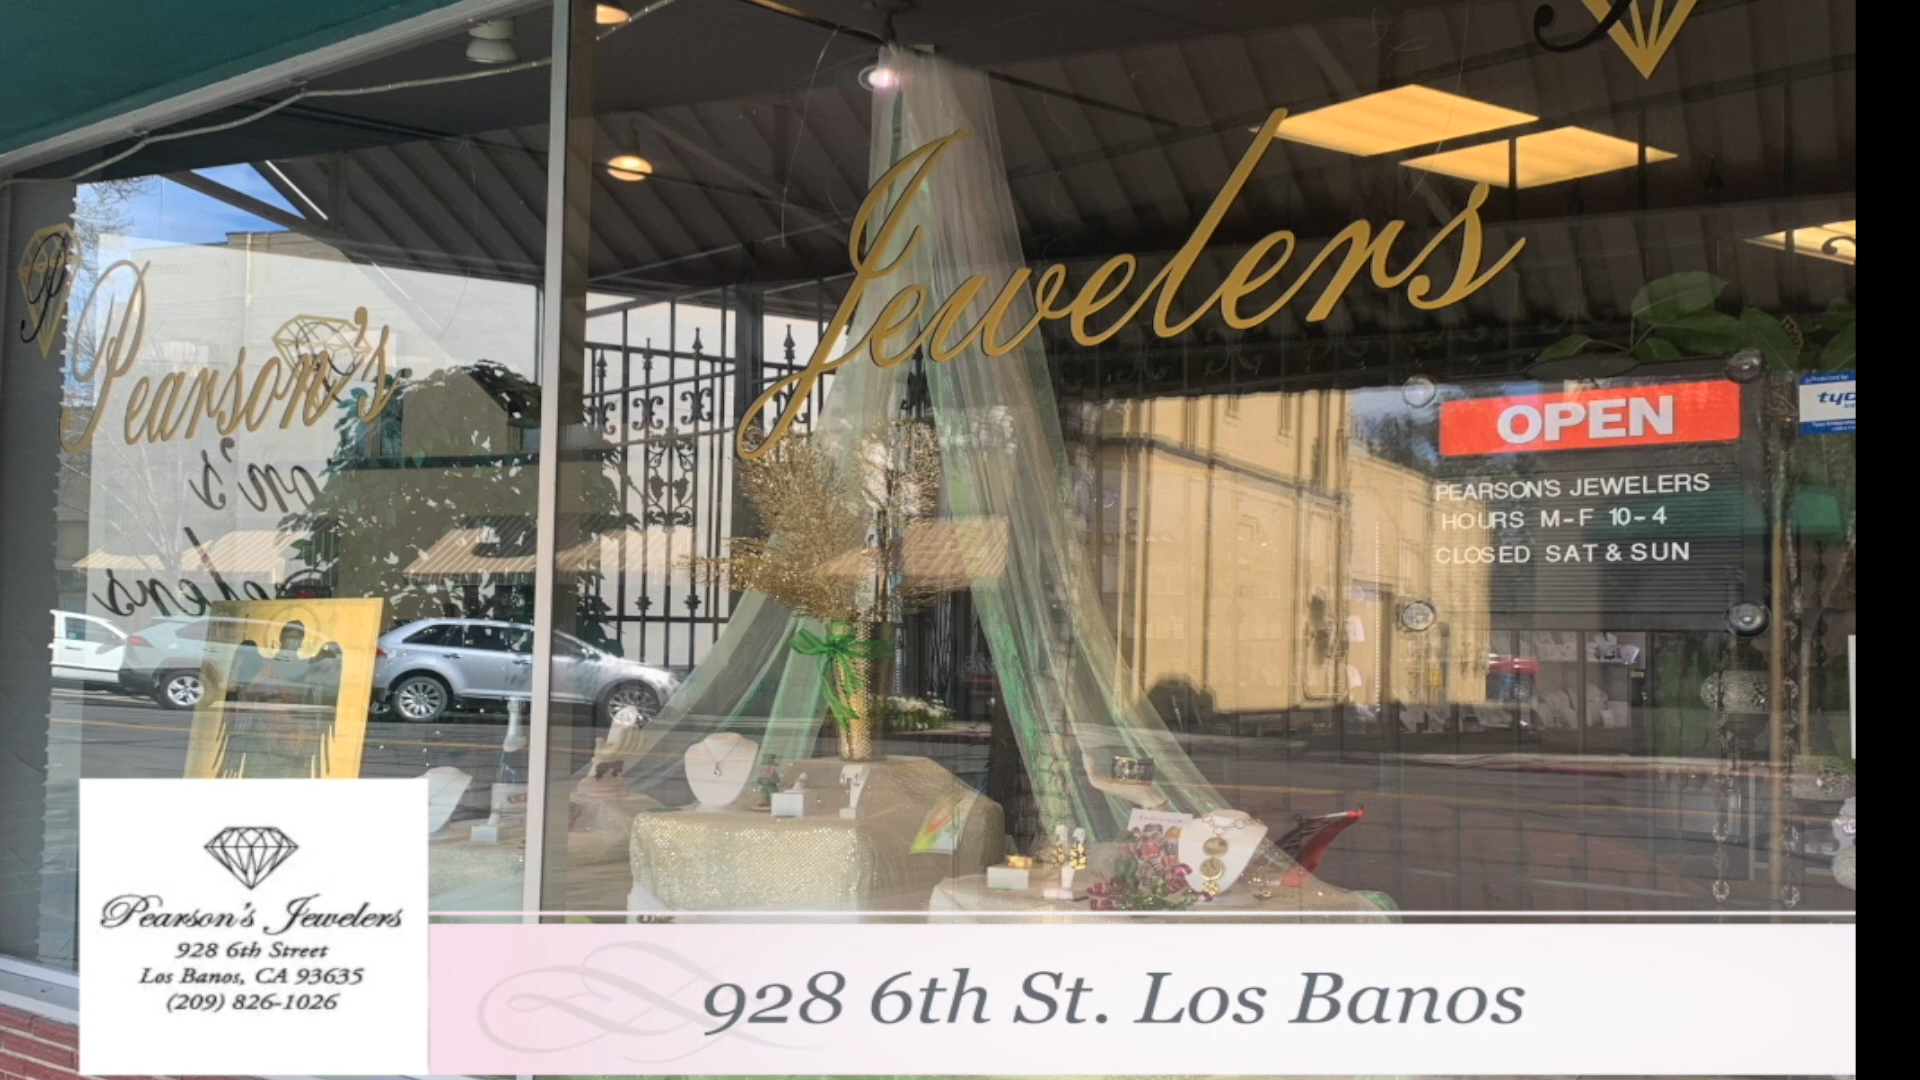 Pearson's
Jewelers
OPEN
PEARSON'S JEWELERS
HOURS M-F 10-4
CLOSED SAT & SUN
Pearson's Jewelers
928 6th Street
Los Banos, CA 93635
(209) 826-1026
928 6th St. Los Banos